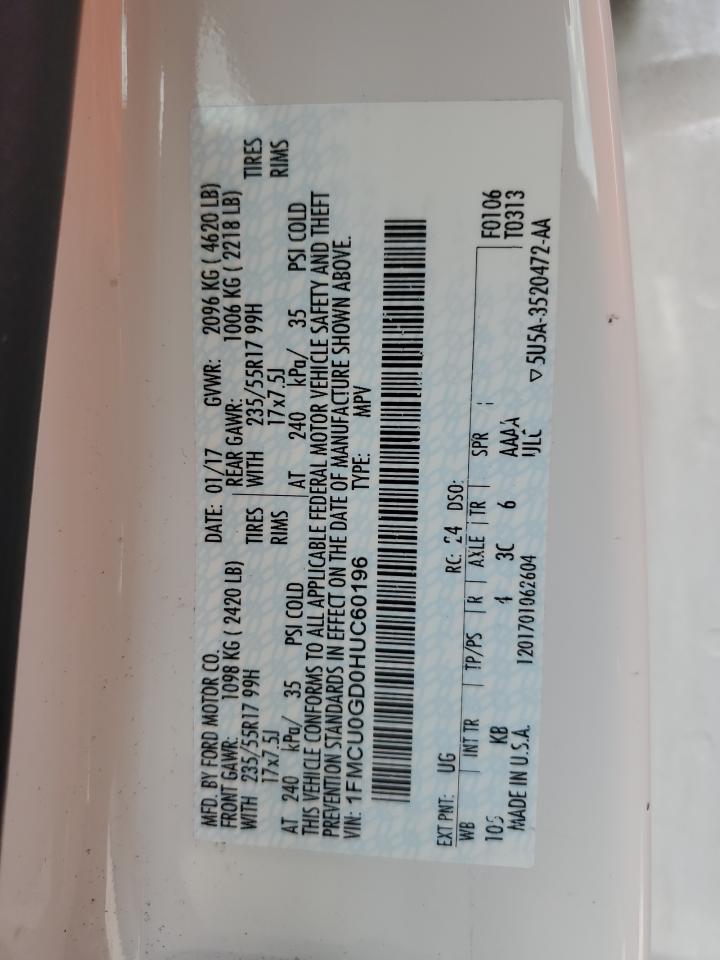 MFD. BY FORD MOTOR CO. DATE: 01/17 GVWR: 2096 KG ( 4620 LB)
FRONT GAWR: 1098 KG ( 2420 LB) REAR GAWR: 1006 KG ( 2218 LB)
WITH 235/55R17 99H TIRES WITH 235/55R17 99H TIRES
17x7.5J RIMS 17x7.5J RIMS
AT 240 kPa/ 35 PSI COLD AT 240 kPa/ 35 PSI COLD
THIS VEHICLE CONFORMS TO ALL APPLICABLE FEDERAL MOTOR VEHICLE SAFETY AND THEFT
PREVENTION STANDARDS IN EFFECT ON THE DATE OF MANUFACTURE SHOWN ABOVE.
VIN: 1FMCU0GD0HUC60196 TYPE: MPV
EXT PNT: UG RC: 24 DSO: F0106
WB INT TR TP/PS R AXLE TR SPR T0313
105 KB 4 3C 6 AAAA
MADE IN U.S.A. 1201701062604 ULC ▽5U5A-3520472-AA